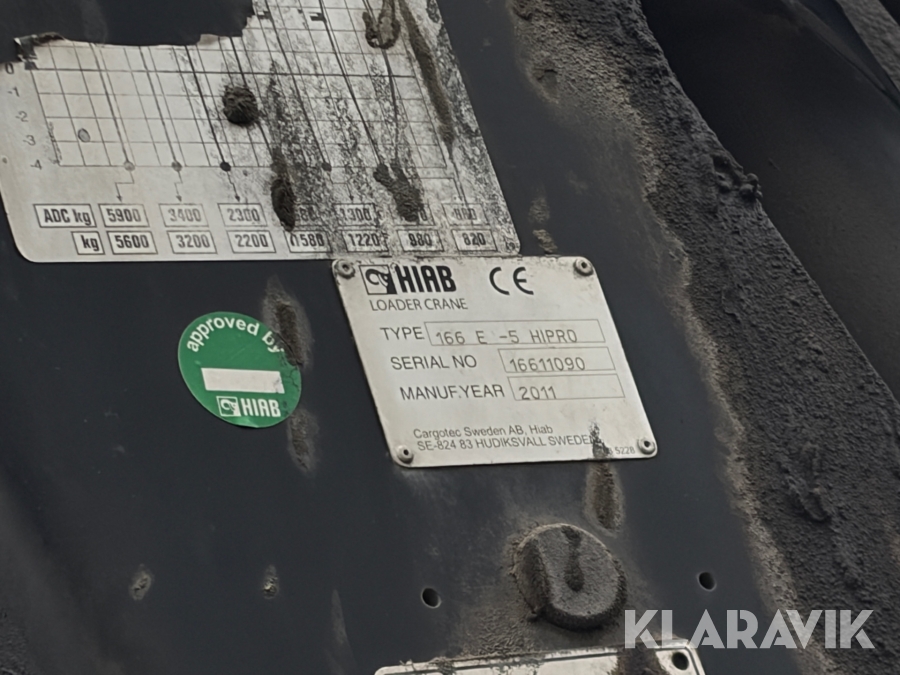 0
-1
-2
-3
-4
ADC kg 5900 3400 2300 1300 860
kg 5600 3200 2200 1580 1220 980 820
HIAB CE
LOADER CRANE
TYPE 166 E -5 HIPRO
SERIAL NO 16611090
MANUF.YEAR 2011
Cargotec Sweden AB, Hiab
SE-824 83 HUDIKSVALL SWEDEN 5228
approved by
HIAB
KLARAVIK